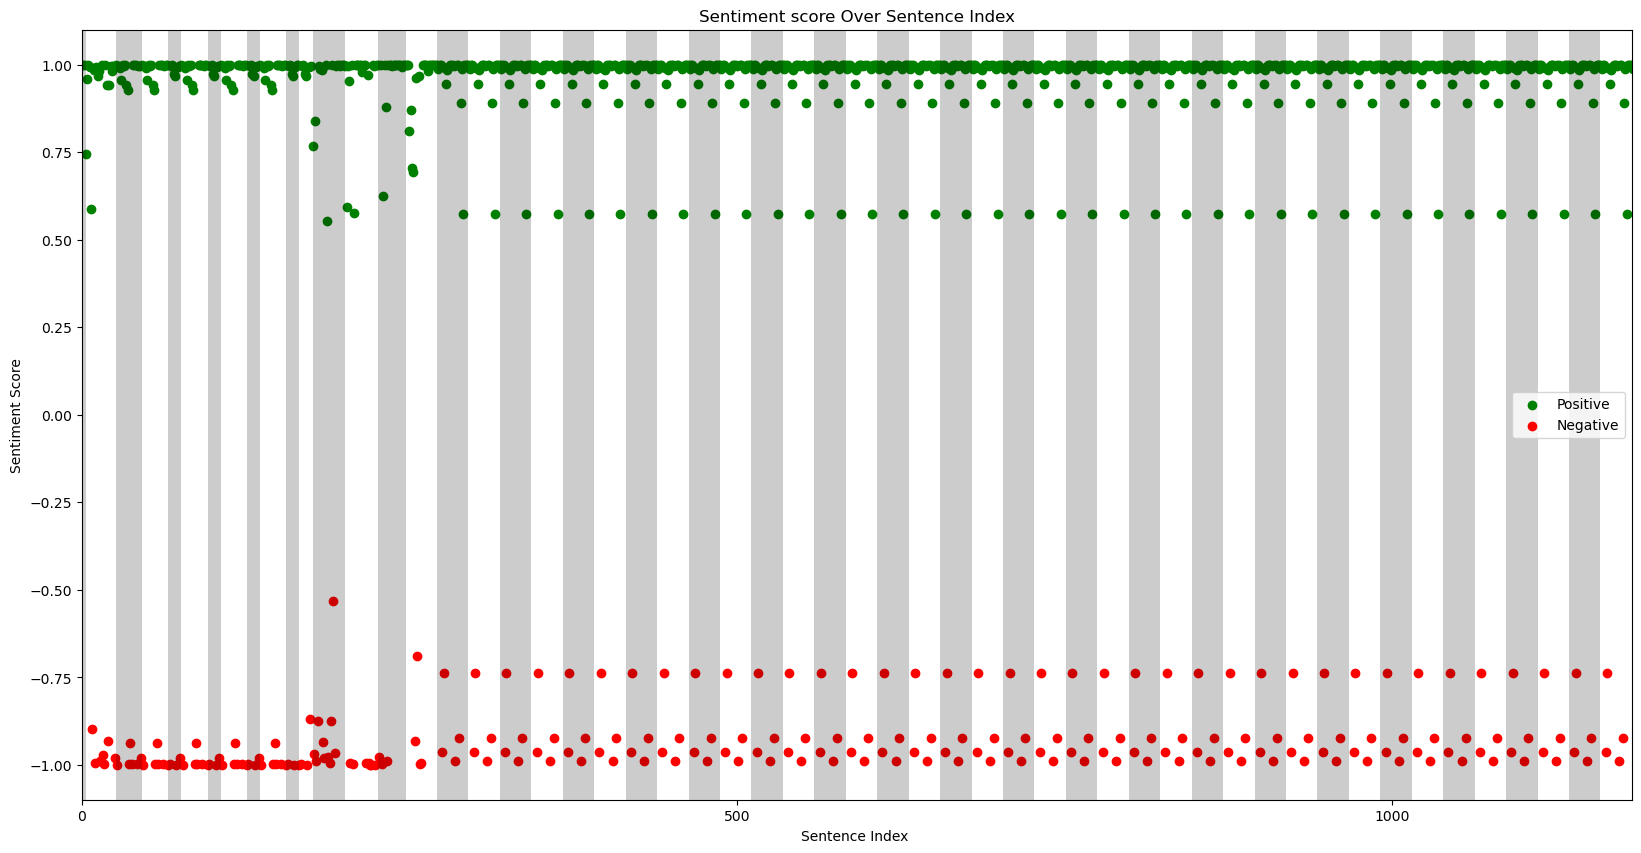 Sentiment score Over Sentence Index
1.00
0.75
0.50
0.25
0.00
−0.25
−0.50
−0.75
−1.00
Sentiment Score
Positive
Negative
0
500
1000
Sentence Index